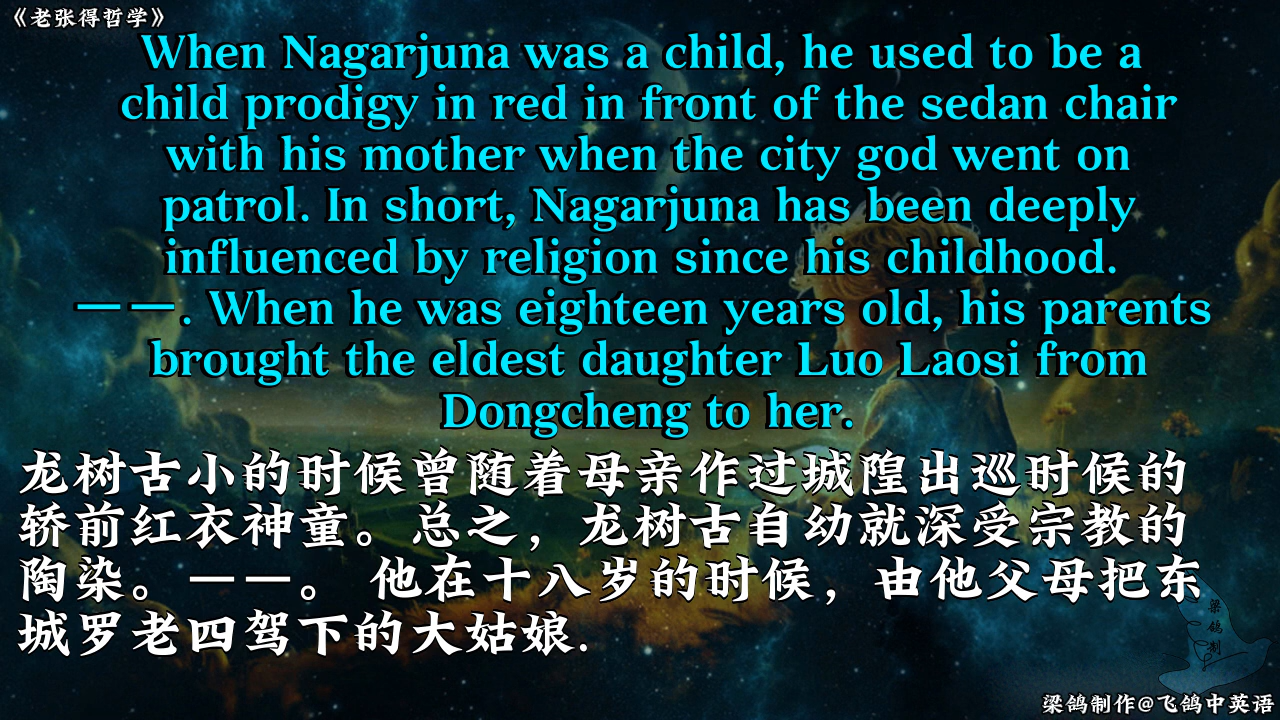 《老张得哲学》
When Nagarjuna was a child, he used to be a
child prodigy in red in front of the sedan chair
with his mother when the city god went on
patrol. In short, Nagarjuna has been deeply
influenced by religion since his childhood.
——. When he was eighteen years old, his parents
brought the eldest daughter Luo Laosi from
Dongcheng to her.
龙树古小的时候曾随着母亲作过城隍出巡时候的
轿前红衣神童。总之，龙树古自幼就深受宗教的
陶染。——。 他在十八岁的时候，由他父母把东
城罗老四驾下的大姑娘.
梁鸽制
梁鸽制作@飞鸽中英语